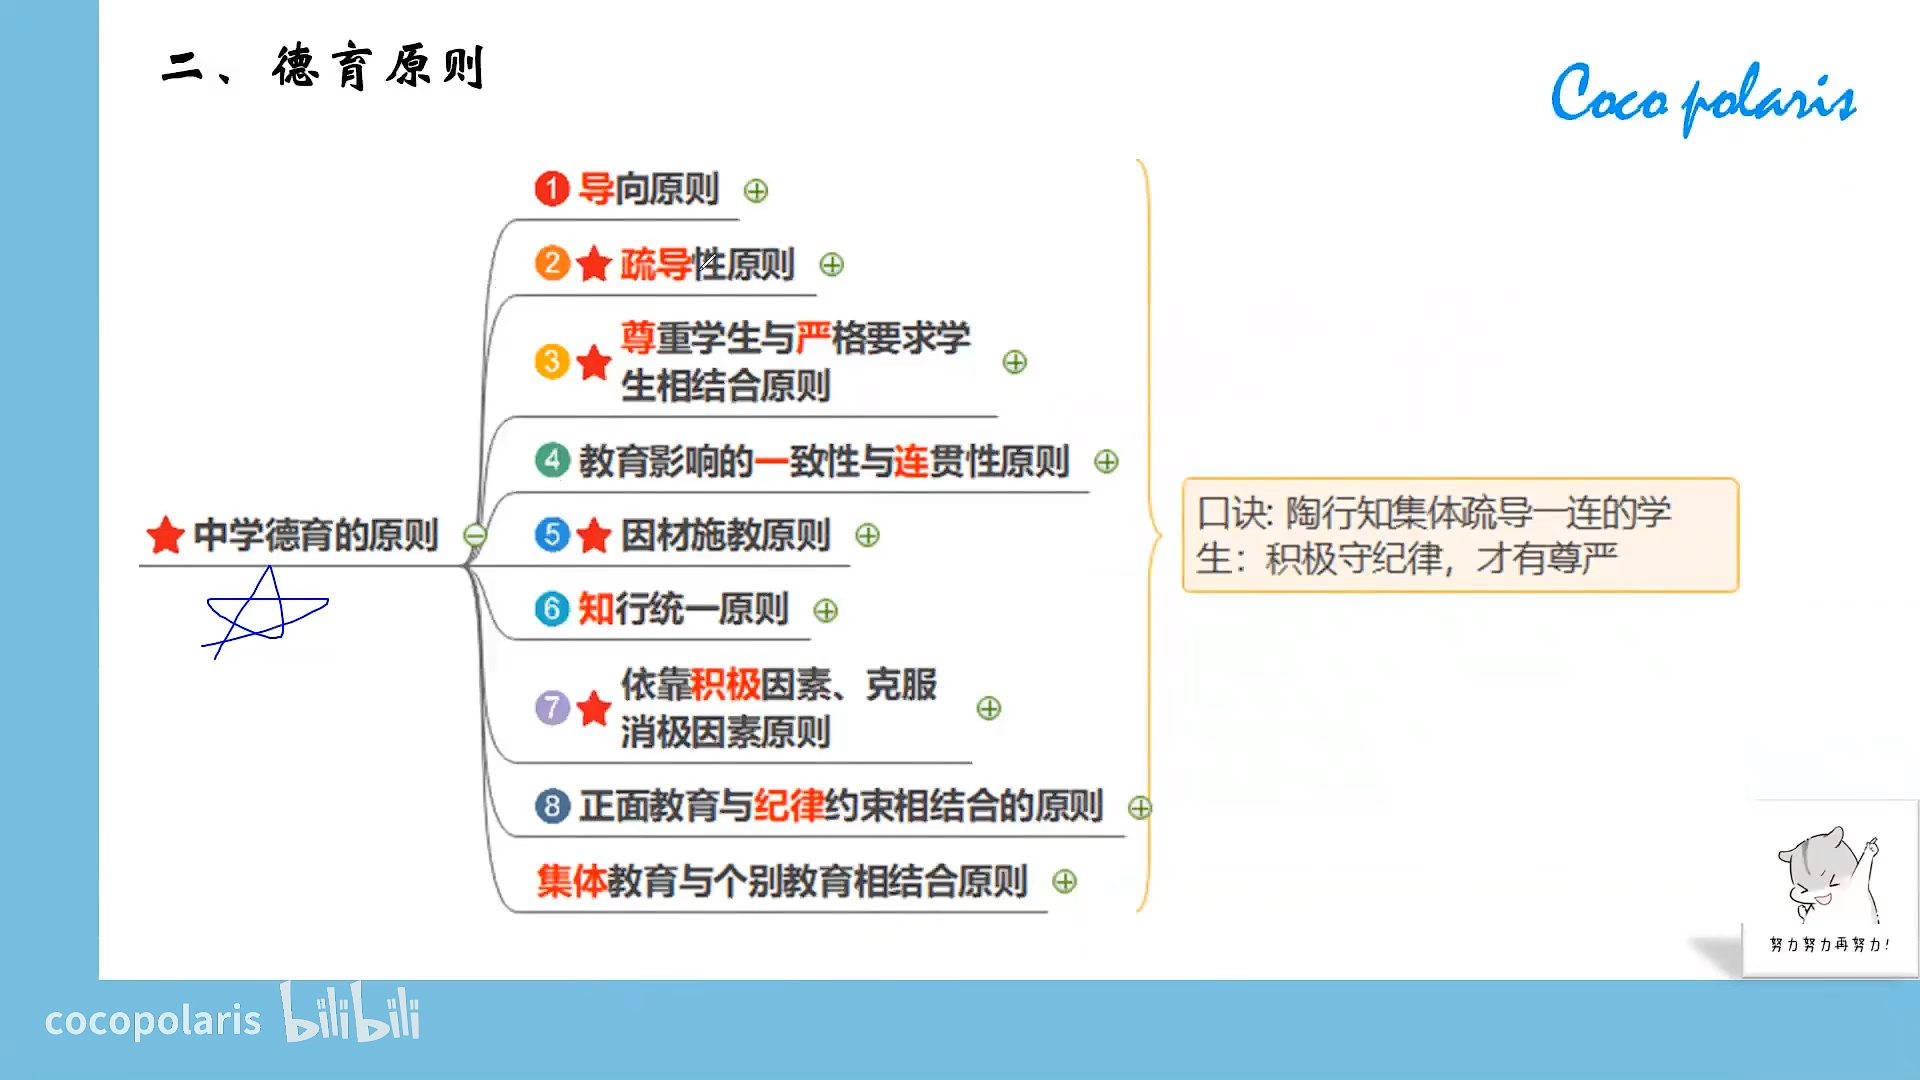 二、德育原则
Coco polaris
1 导向原则
2 疏导性原则
3 尊重学生与严格要求学
生相结合原则
4 教育影响的一致性与连贯性原则
中学德育的原则
5 因材施教原则
6 知行统一原则
7 依靠积极因素、克服
消极因素原则
8 正面教育与纪律约束相结合的原则
集体教育与个别教育相结合原则
口诀: 陶行知集体疏导一连的学
生：积极守纪律，才有尊严
努力努力再努力!
cocopolaris bilibili